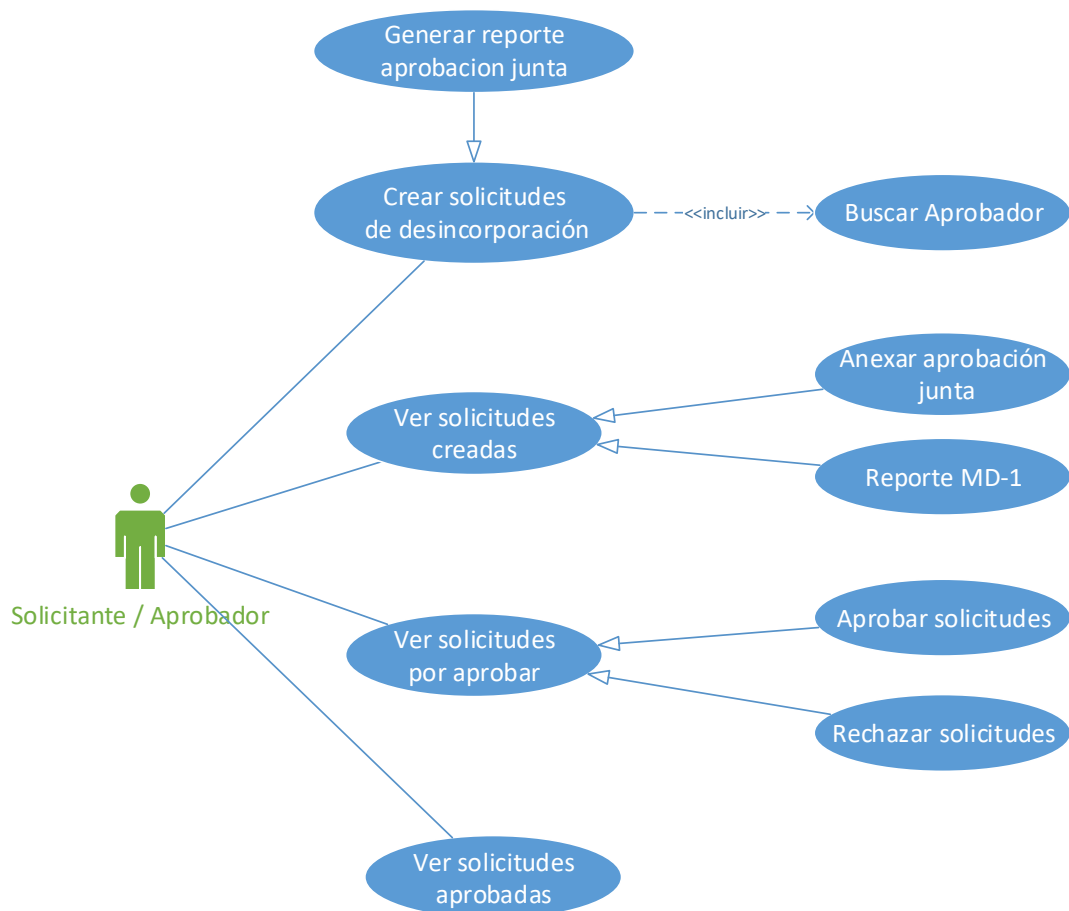 Generar reporte
aprobacion junta
Crear solicitudes
de desincorporación
<<incluir>>
Buscar Aprobador
Anexar aprobación
junta
Ver solicitudes
creadas
Reporte MD-1
Solicitante / Aprobador
Aprobar solicitudes
Ver solicitudes
por aprobar
Rechazar solicitudes
Ver solicitudes
aprobadas